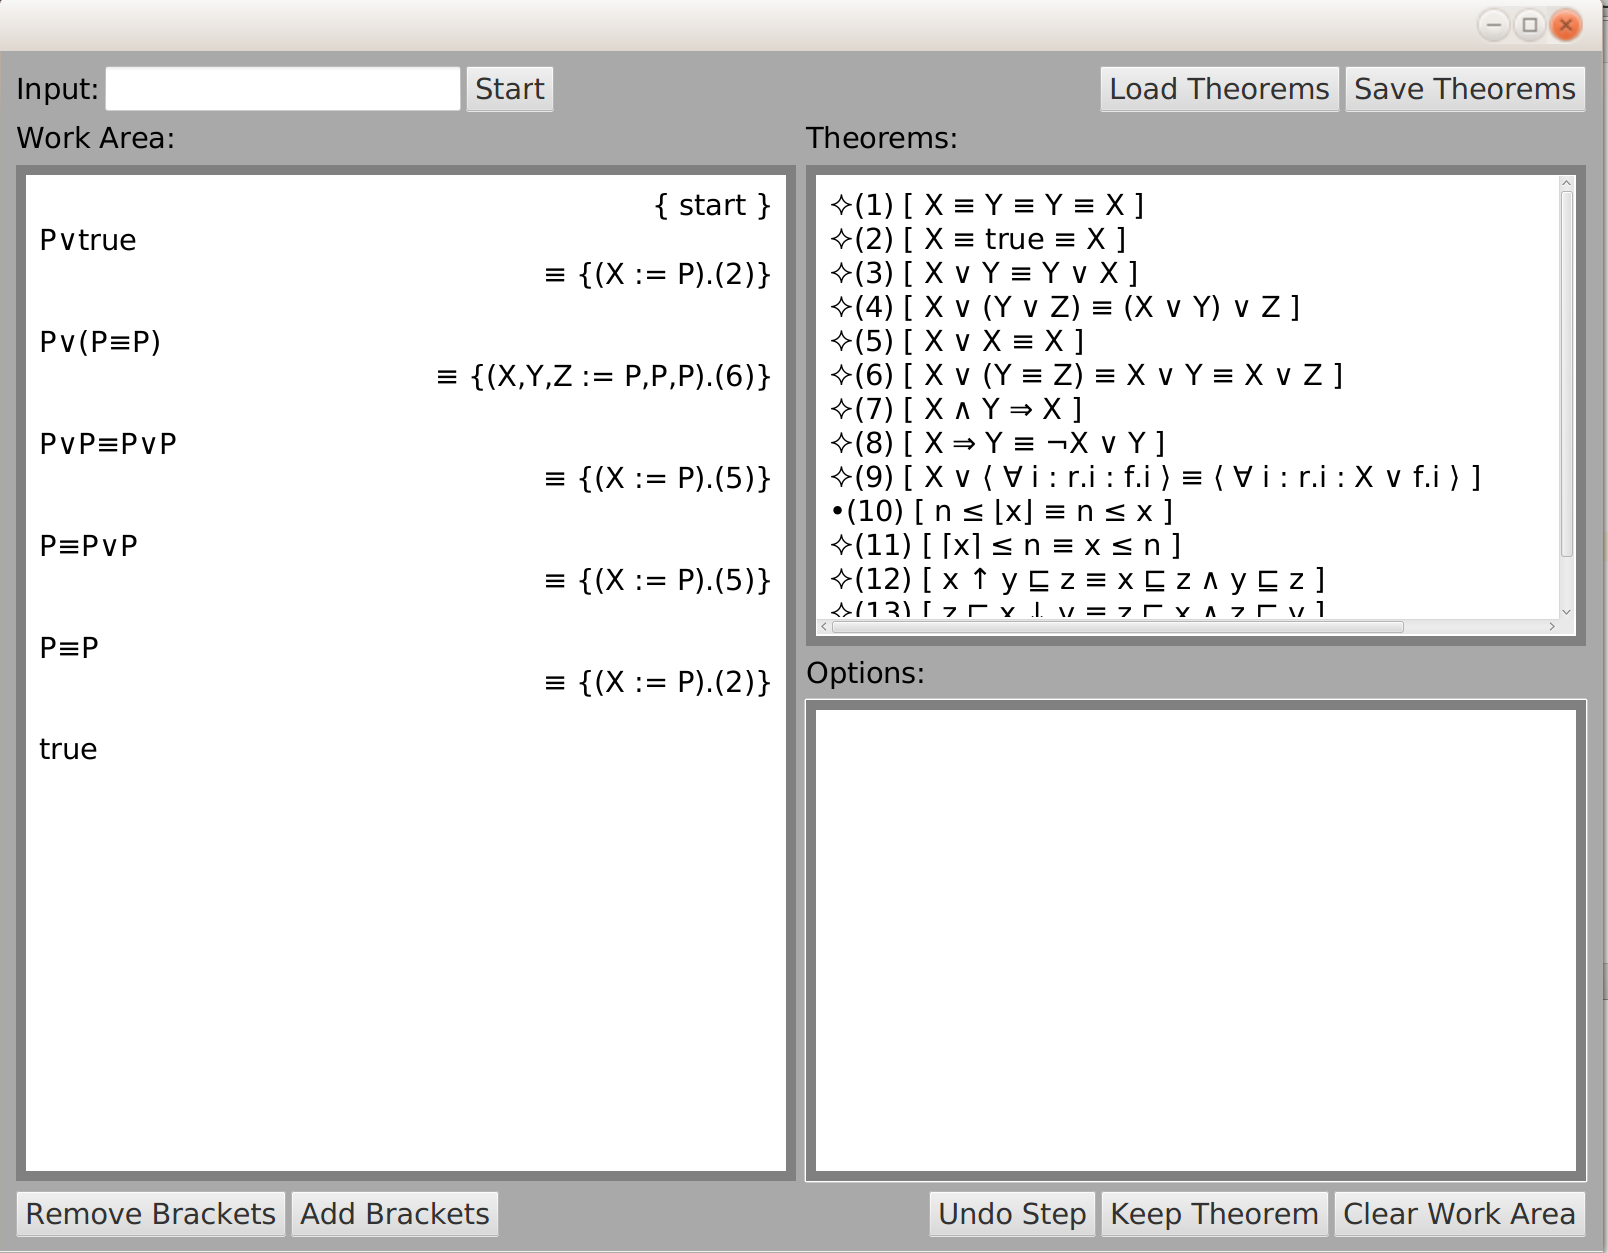 Input: Start Load Theorems Save Theorems
Work Area:
{ start }
P∨true
≡ {(X := P).(2)}
P∨(P≡P)
≡ {(X,Y,Z := P,P,P).(6)}
P∨P≡P∨P
≡ {(X := P).(5)}
P≡P∨P
≡ {(X := P).(5)}
P≡P
≡ {(X := P).(2)}
true
Theorems:
✧(1) [ X ≡ Y ≡ Y ≡ X ]
✧(2) [ X ≡ true ≡ X ]
✧(3) [ X ∨ Y ≡ Y ∨ X ]
✧(4) [ X ∨ (Y ∨ Z) ≡ (X ∨ Y) ∨ Z ]
✧(5) [ X ∨ X ≡ X ]
✧(6) [ X ∨ (Y ≡ Z) ≡ X ∨ Y ≡ X ∨ Z ]
✧(7) [ X ∧ Y ⇒ X ]
✧(8) [ X ⇒ Y ≡ ¬X ∨ Y ]
✧(9) [ X ∨ ⟨ ∀ i : r.i : f.i ⟩ ≡ ⟨ ∀ i : r.i : X ∨ f.i ⟩ ]
•(10) [ n ≤ ⌊x⌋ ≡ n ≤ x ]
✧(11) [ ⌈x⌉ ≤ n ≡ x ≤ n ]
✧(12) [ x ↑ y ⊑ z ≡ x ⊑ z ∧ y ⊑ z ]
✧(13) [ z ⊑ x ↓ y ≡ z ⊑ x ∧ z ⊑ y ]
Options:
Remove Brackets Add Brackets Undo Step Keep Theorem Clear Work Area